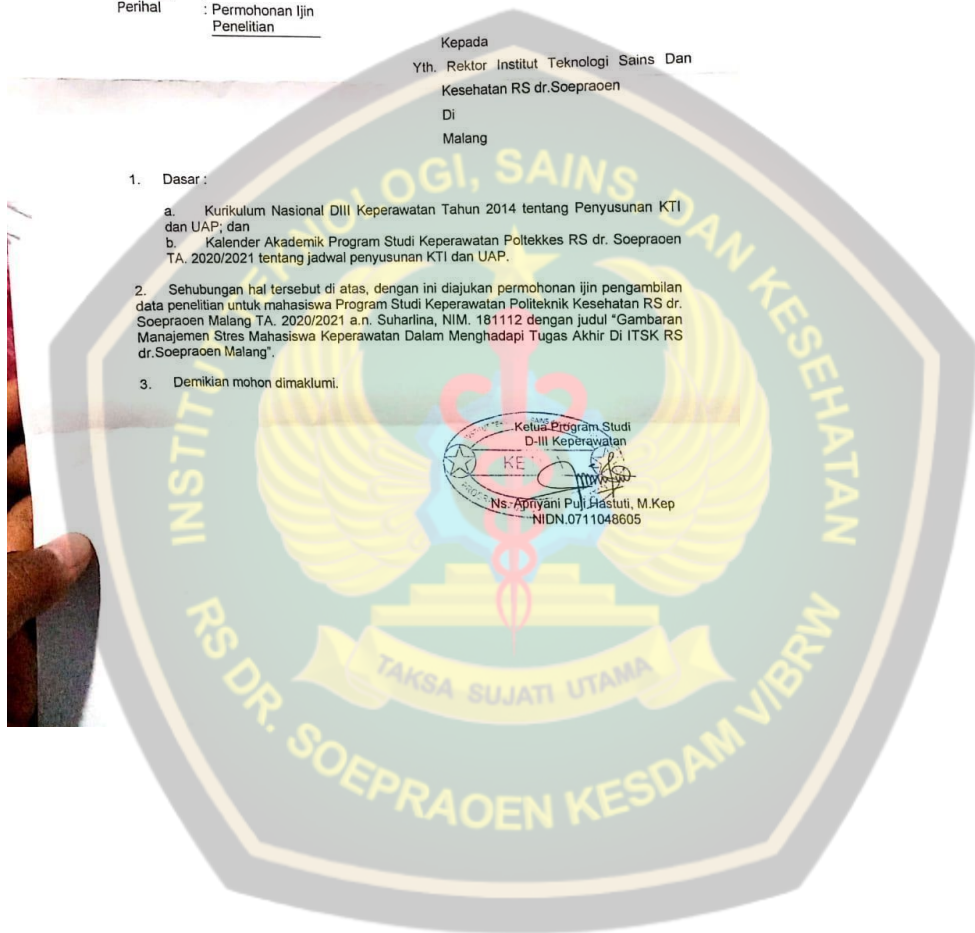 Perihal : Permohonan Ijin
Penelitian
Kepada
Yth. Rektor Institut Teknologi Sains Dan
Kesehatan RS dr.Soepraoen
Di
Malang
1. Dasar :
a. Kurikulum Nasional DIII Keperawatan Tahun 2014 tentang Penyusunan KTI
dan UAP; dan
b. Kalender Akademik Program Studi Keperawatan Poltekkes RS dr. Soepraoen
TA. 2020/2021 tentang jadwal penyusunan KTI dan UAP.
2. Sehubungan hal tersebut di atas, dengan ini diajukan permohonan ijin pengambilan
data penelitian untuk mahasiswa Program Studi Keperawatan Politeknik Kesehatan RS dr.
Soepraoen Malang TA. 2020/2021 a.n. Suharlina, NIM. 181112 dengan judul “Gambaran
Manajemen Stres Mahasiswa Keperawatan Dalam Menghadapi Tugas Akhir Di ITSK RS
dr.Soepraoen Malang”.
3. Demikian mohon dimaklumi.
Ketua Program Studi
D-III Keperawatan
KE
Ns. Apriyani Puji Hastuti, M.Kep
NIDN.0711048605
INSTITUT TEKNOLOGI, SAINS DAN KESEHATAN
RS DR. SOEPRAOEN KESDAM V/BRW
TAKSA SUJATI UTAMA